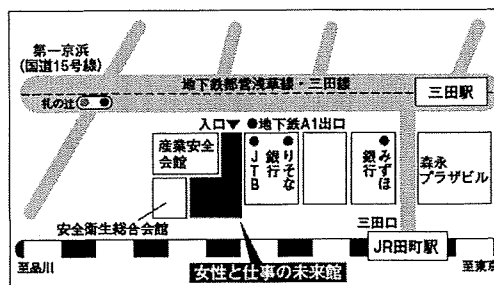 第一京浜
(国道15号線)
地下鉄都営浅草線・三田線
三田駅
札の辻
入口▼
●地下鉄A1出口
産業安全
会館
JTB
りそな
銀行
みずほ
銀行
森永
プラザビル
安全衛生総合会館
三田口
JR田町駅
至品川
至東京
女性と仕事の未来館